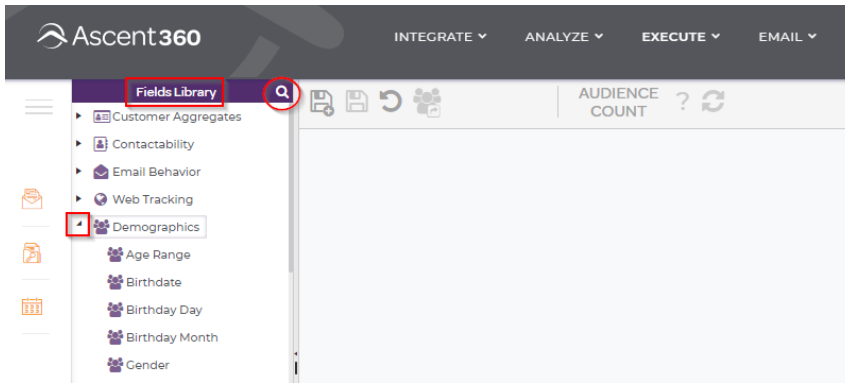 Ascent360
INTEGRATE
ANALYZE
EXECUTE
EMAIL
Fields Library
AUDIENCE
COUNT
?
Customer Aggregates
Contactability
Email Behavior
Web Tracking
Demographics
Age Range
Birthdate
Birthday Day
Birthday Month
Gender